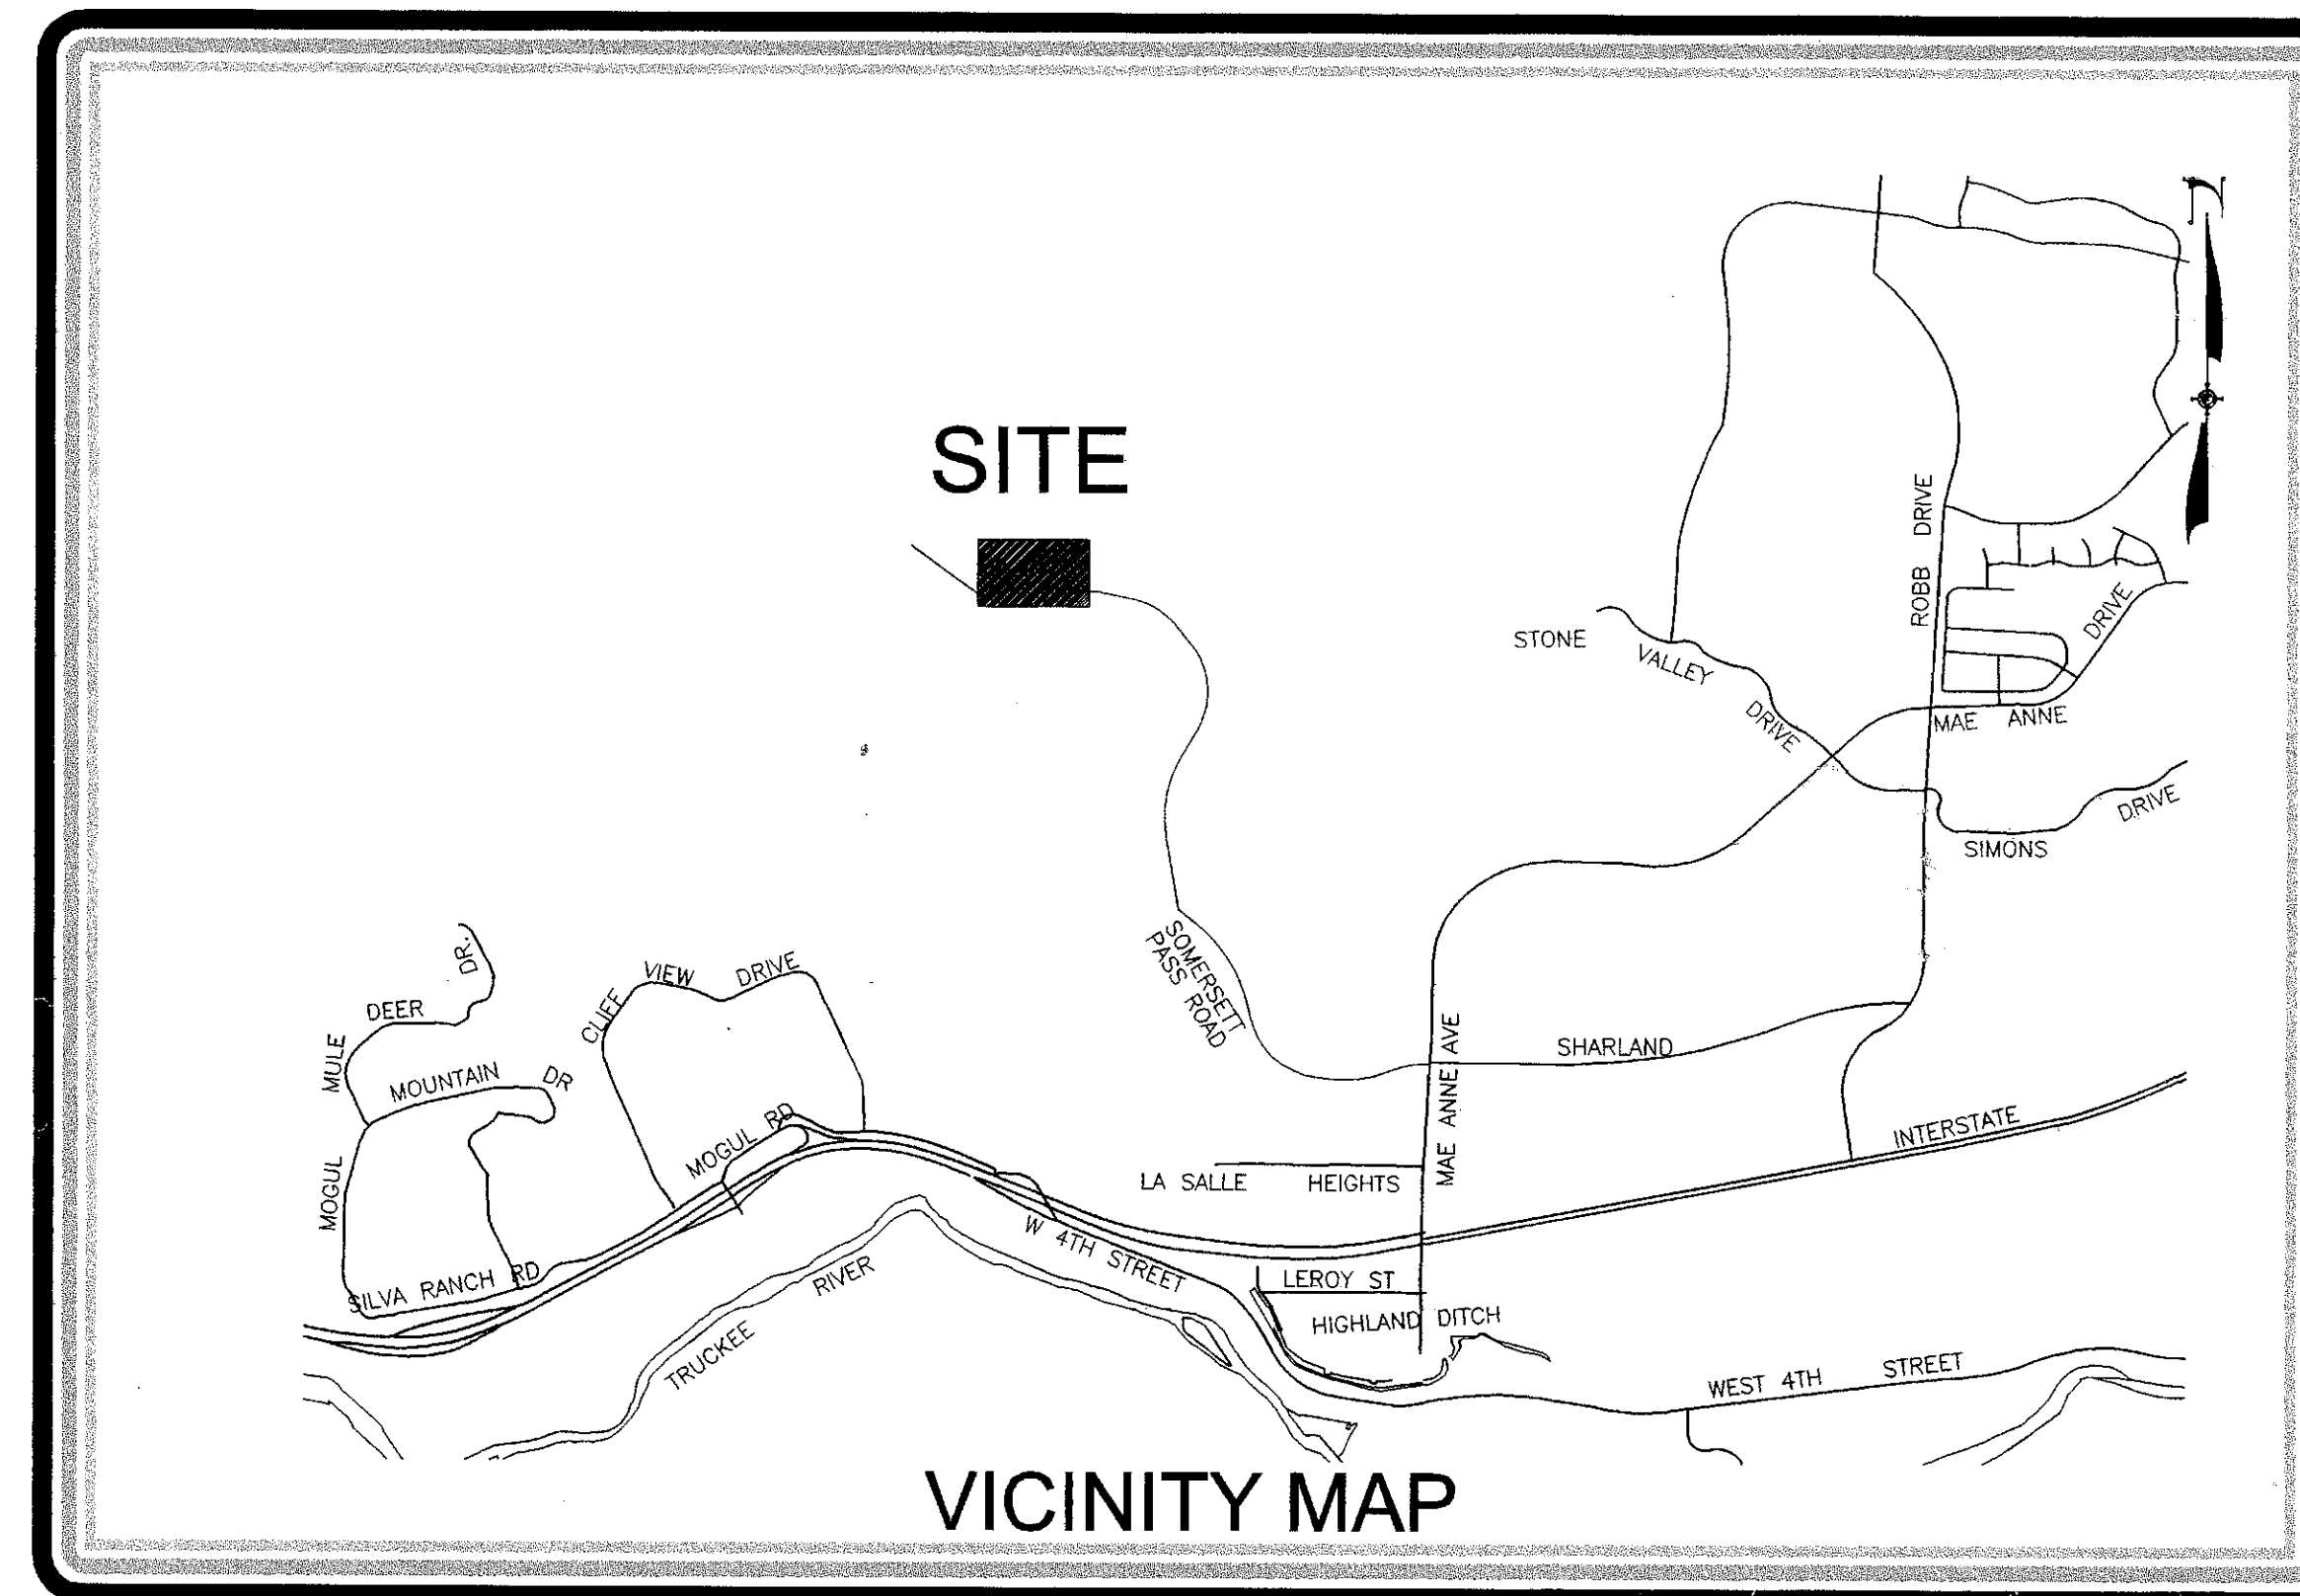 N
SITE
ROBB DRIVE
STONE VALLEY DRIVE
DRIVE
MAE ANNE
SIMONS DRIVE
SOMERSETT
PASS ROAD
DEER DR.
MULE
MOUNTAIN DR
MOGUL
CLIFF VIEW DRIVE
MOGUL RD
SILVA RANCH RD
MAE ANNE AVE
SHARLAND
INTERSTATE
LA SALLE HEIGHTS
W 4TH STREET
LEROY ST
HIGHLAND DITCH
TRUCKEE RIVER
WEST 4TH STREET
VICINITY MAP